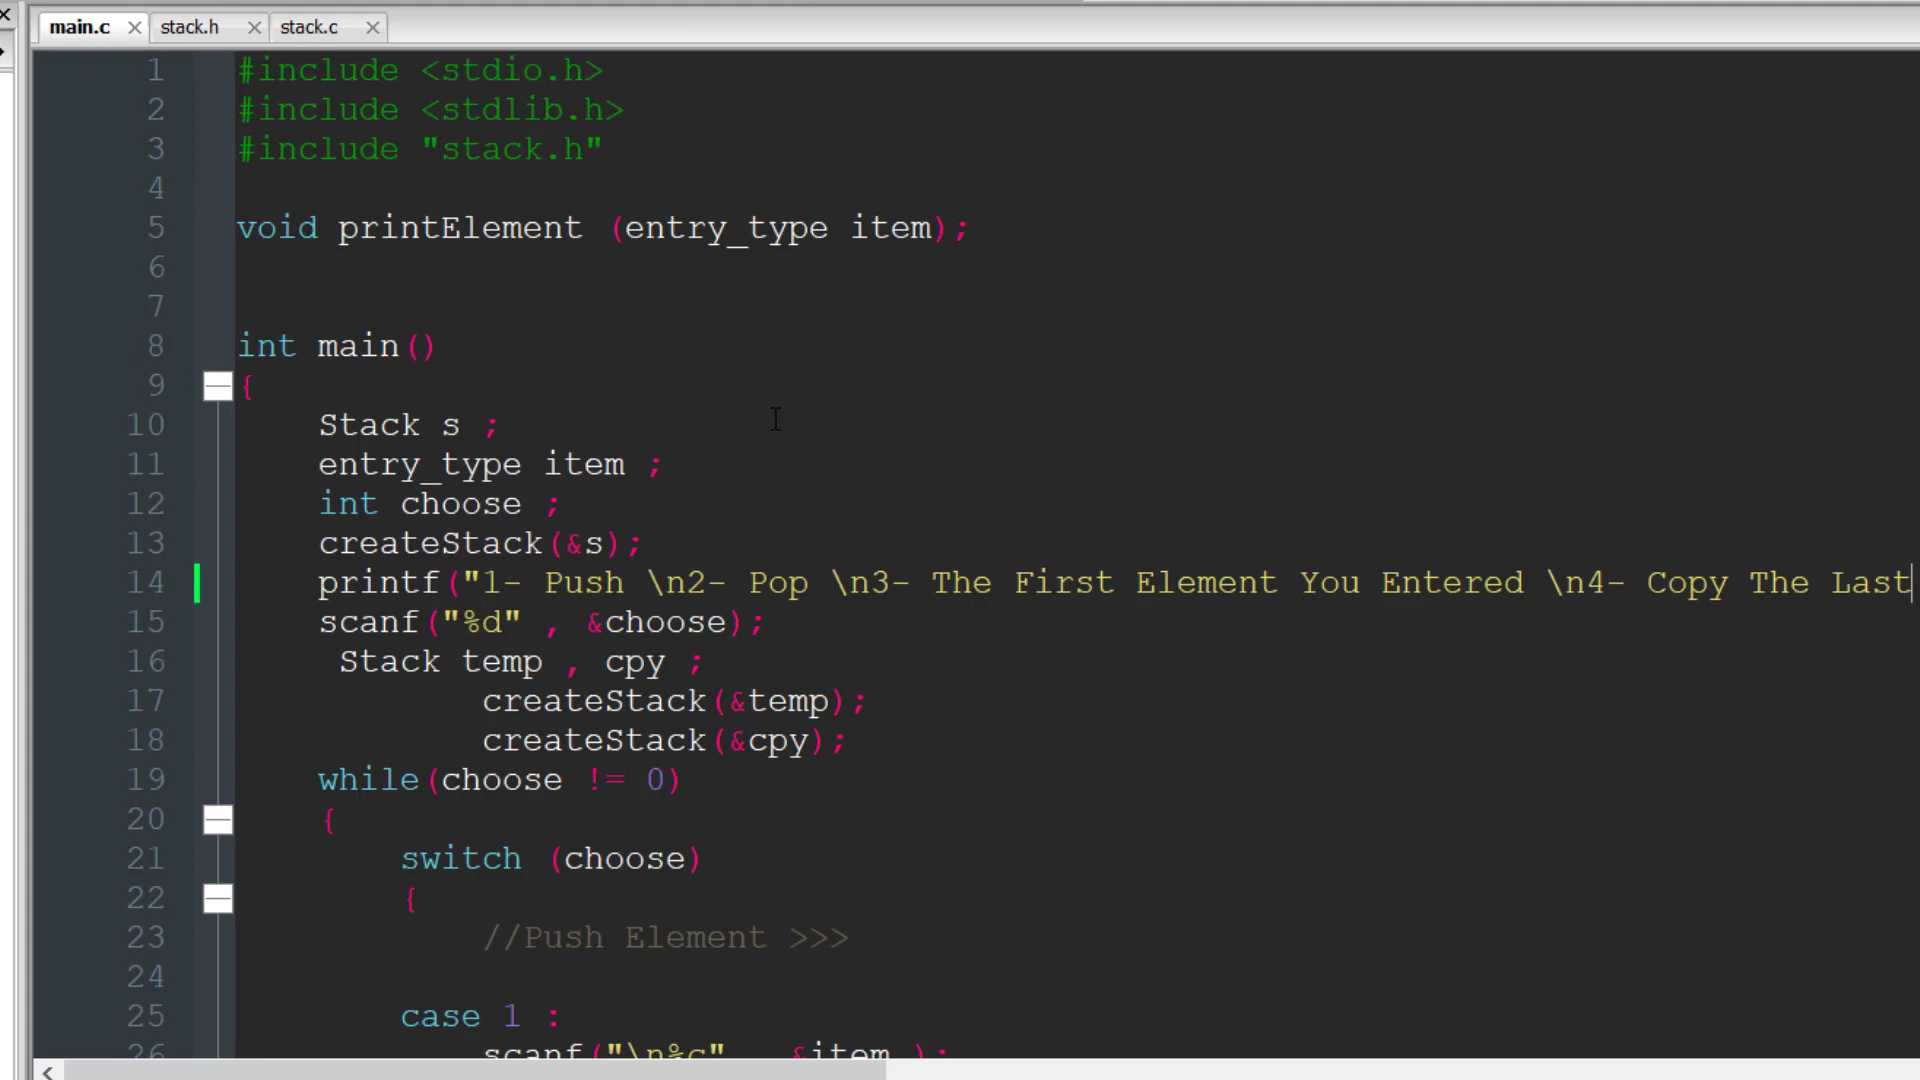 main.c
stack.h
stack.c
1 #include <stdio.h>
2 #include <stdlib.h>
3 #include "stack.h"
4
5 void printElement (entry_type item);
6
7
8 int main()
9 {
10 Stack s ;
11 entry_type item ;
12 int choose ;
13 createStack(&s);
14 printf("1- Push \n2- Pop \n3- The First Element You Entered \n4- Copy The Last
15 scanf("%d" , &choose);
16 Stack temp , cpy ;
17 createStack(&temp);
18 createStack(&cpy);
19 while(choose != 0)
20 {
21 switch (choose)
22 {
23 //Push Element >>>
24
25 case 1 :
26 scanf("\n%c" , &item );